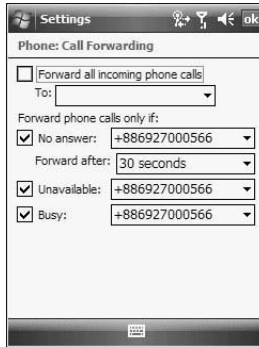 Settings ok
Phone: Call Forwarding
Forward all incoming phone calls
To:
Forward phone calls only if:
No answer: +886927000566
Forward after: 30 seconds
Unavailable: +886927000566
Busy: +886927000566